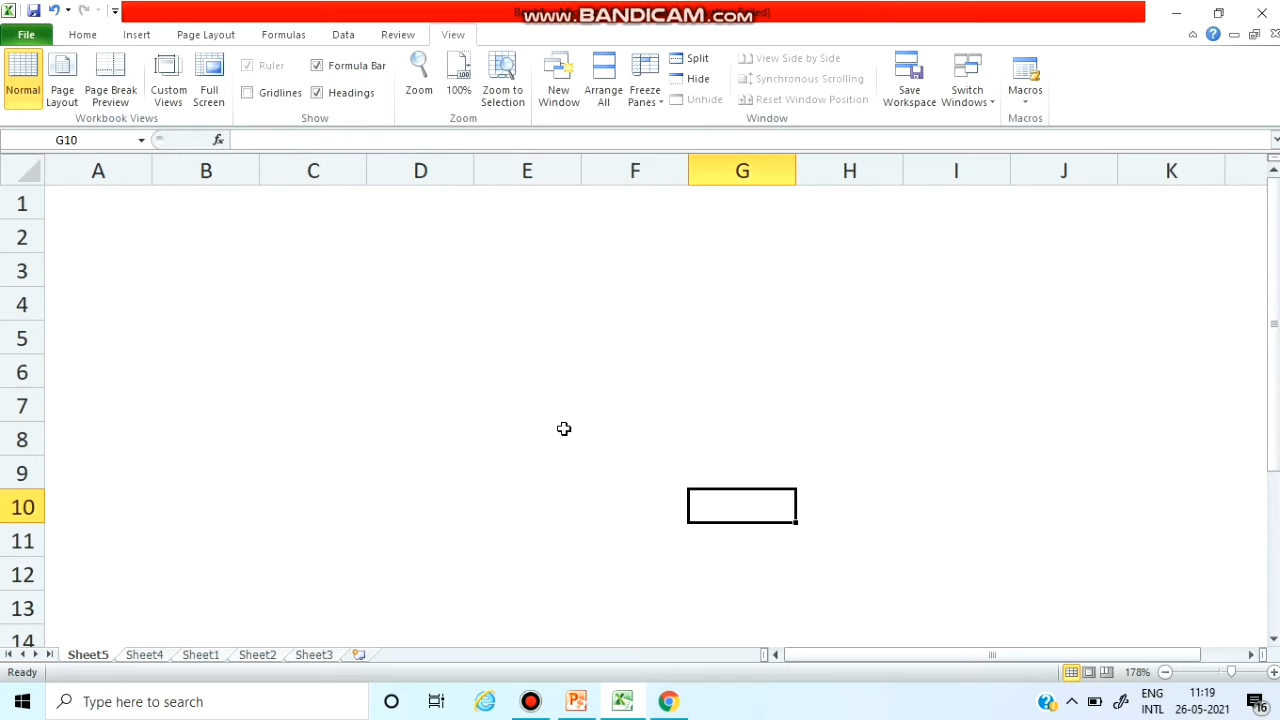 www.BANDICAM.com
File Home Insert Page Layout Formulas Data Review View
Normal
Page Layout
Page Break Preview
Custom Views
Full Screen
Workbook Views
Ruler
Formula Bar
Gridlines
Headings
Show
Zoom
100
100%
Zoom to Selection
Zoom
New Window
Arrange All
Freeze Panes
Split
Hide
Unhide
View Side by Side
Synchronous Scrolling
Reset Window Position
Save Workspace
Switch Windows
Window
Macros
Macros
G10 fx
A B C D E F G H I J K
1
2
3
4
5
6
7
8
9
10
11
12
13
14
Sheet5 Sheet4 Sheet1 Sheet2 Sheet3
Ready 178%
Type here to search
ENG
INTL
11:19
26-05-2021
16